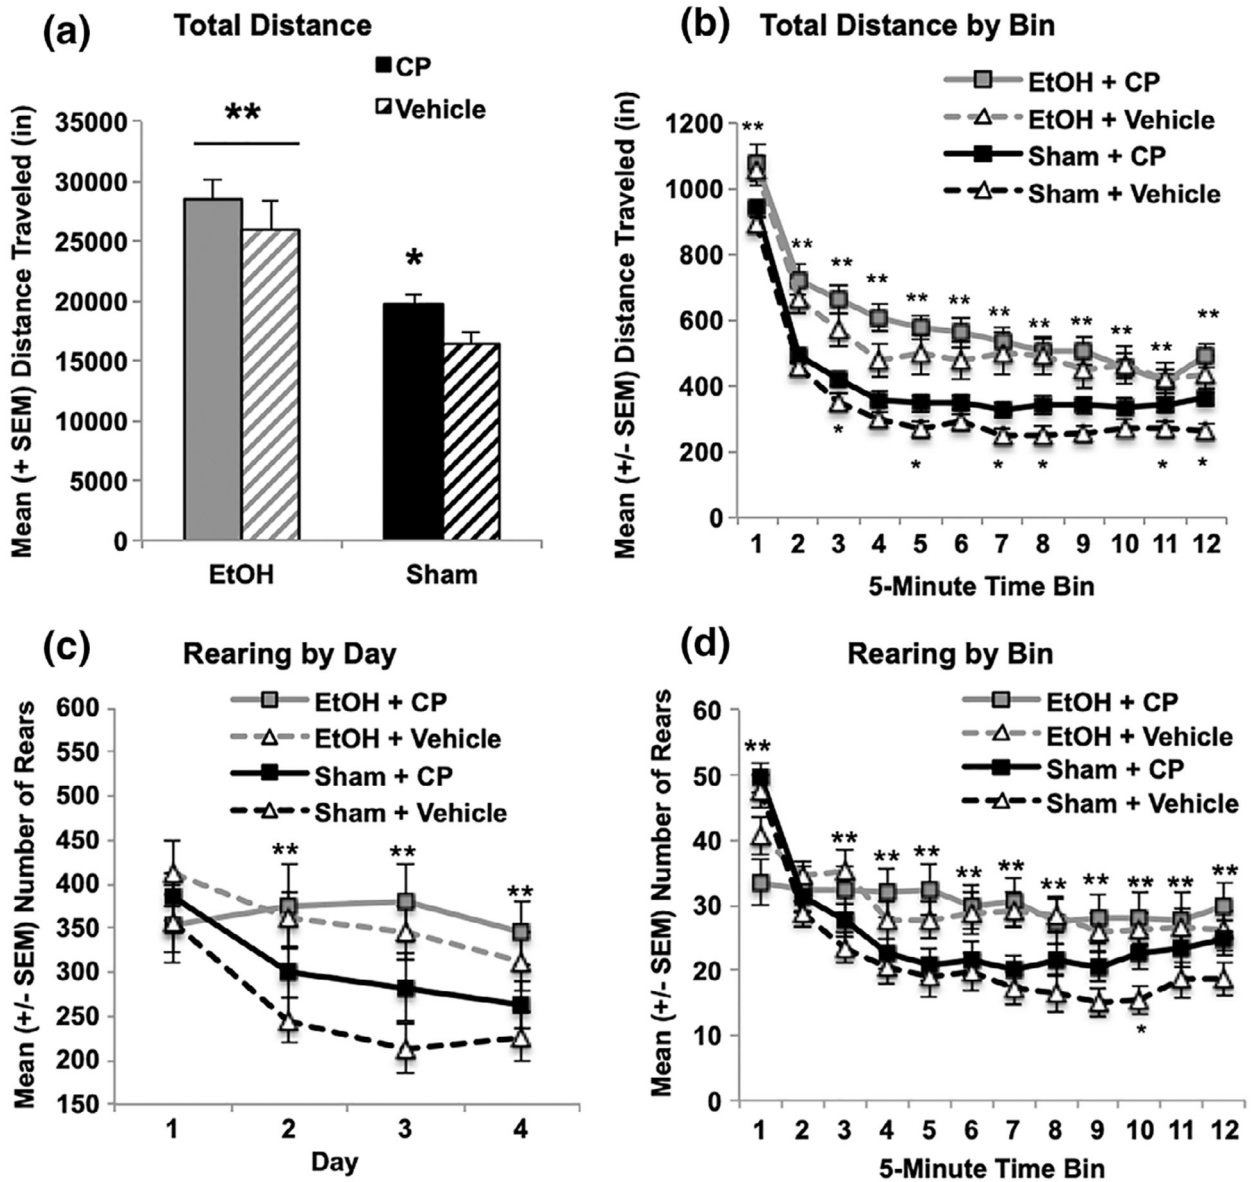 (a) Total Distance
CP
Vehicle
**
*
Mean (+ SEM) Distance Traveled (in)
35000
30000
25000
20000
15000
10000
5000
0
EtOH Sham
(b) Total Distance by Bin
EtOH + CP
EtOH + Vehicle
Sham + CP
Sham + Vehicle
Mean (+/- SEM) Distance Traveled (in)
1200
1000
800
600
400
200
0
** ** ** ** ** ** ** ** ** ** ** **
* * * * * *
1 2 3 4 5 6 7 8 9 10 11 12
5-Minute Time Bin
(c) Rearing by Day
EtOH + CP
EtOH + Vehicle
Sham + CP
Sham + Vehicle
Mean (+/- SEM) Number of Rears
600
550
500
450
400
350
300
250
200
150
** ** **
1 2 3 4
Day
(d) Rearing by Bin
EtOH + CP
EtOH + Vehicle
Sham + CP
Sham + Vehicle
Mean (+/- SEM) Number of Rears
60
50
40
30
20
10
0
** ** ** ** ** ** ** ** ** ** **
*
1 2 3 4 5 6 7 8 9 10 11 12
5-Minute Time Bin